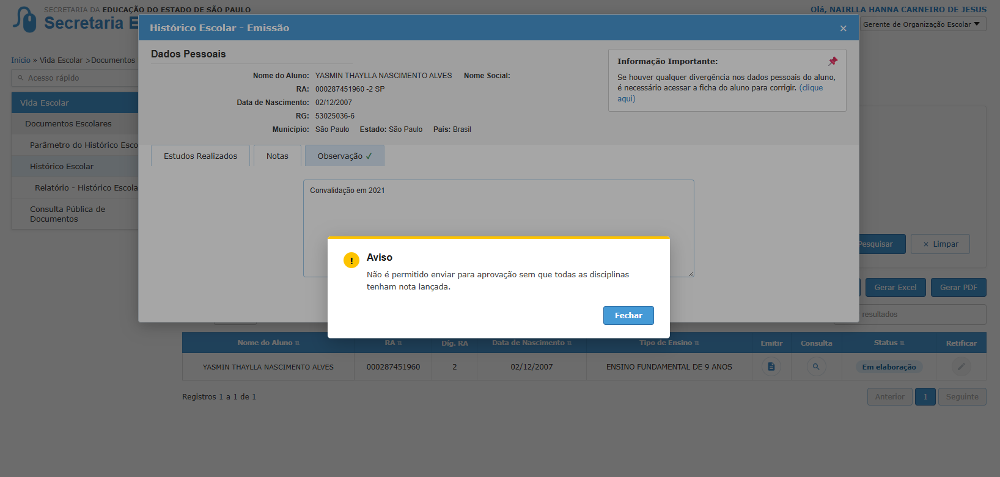 SECRETARIA DA EDUCAÇÃO DO ESTADO DE SÃO PAULO
Secretaria E
Olá, NAIRLLA HANNA CARNEIRO DE JESUS
Gerente de Organização Escolar
Início » Vida Escolar >Documentos
Acesso rápido
Vida Escolar
Documentos Escolares
Parâmetro do Histórico Esco
Histórico Escolar
Relatório - Histórico Escola
Consulta Pública de
Documentos
Histórico Escolar - Emissão
×
Dados Pessoais
Nome do Aluno: YASMIN THAYLLA NASCIMENTO ALVES Nome Social:
RA: 000287451960 -2 SP
Data de Nascimento: 02/12/2007
RG: 53025036-6
Município: São Paulo Estado: São Paulo País: Brasil
Informação Importante:
Se houver qualquer divergência nos dados pessoais do aluno,
é necessário acessar a ficha do aluno para corrigir. (clique
aqui)
Estudos Realizados Notas Observação ✓
Convalidação em 2021
! Aviso
Não é permitido enviar para aprovação sem que todas as disciplinas
tenham nota lançada.
Fechar
Pesquisar × Limpar
Gerar Excel Gerar PDF
resultados
Nome do Aluno RA Díg. RA Data de Nascimento Tipo de Ensino Emitir Consulta Status Retificar
YASMIN THAYLLA NASCIMENTO ALVES 000287451960 2 02/12/2007 ENSINO FUNDAMENTAL DE 9 ANOS Em elaboração
Registros 1 a 1 de 1
Anterior 1 Seguinte